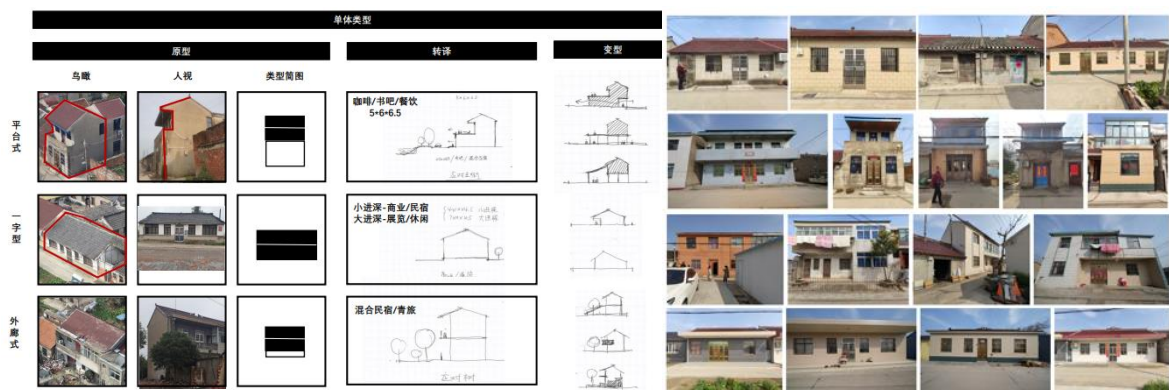 单体类型
原型
转译
变型
鸟瞰
人视
类型简图
平台式
咖啡/书吧/餐饮
5*6*6.5
一字型
小进深-商业/民宿
大进深-展览/休闲
外廊式
混合民宿/青旅